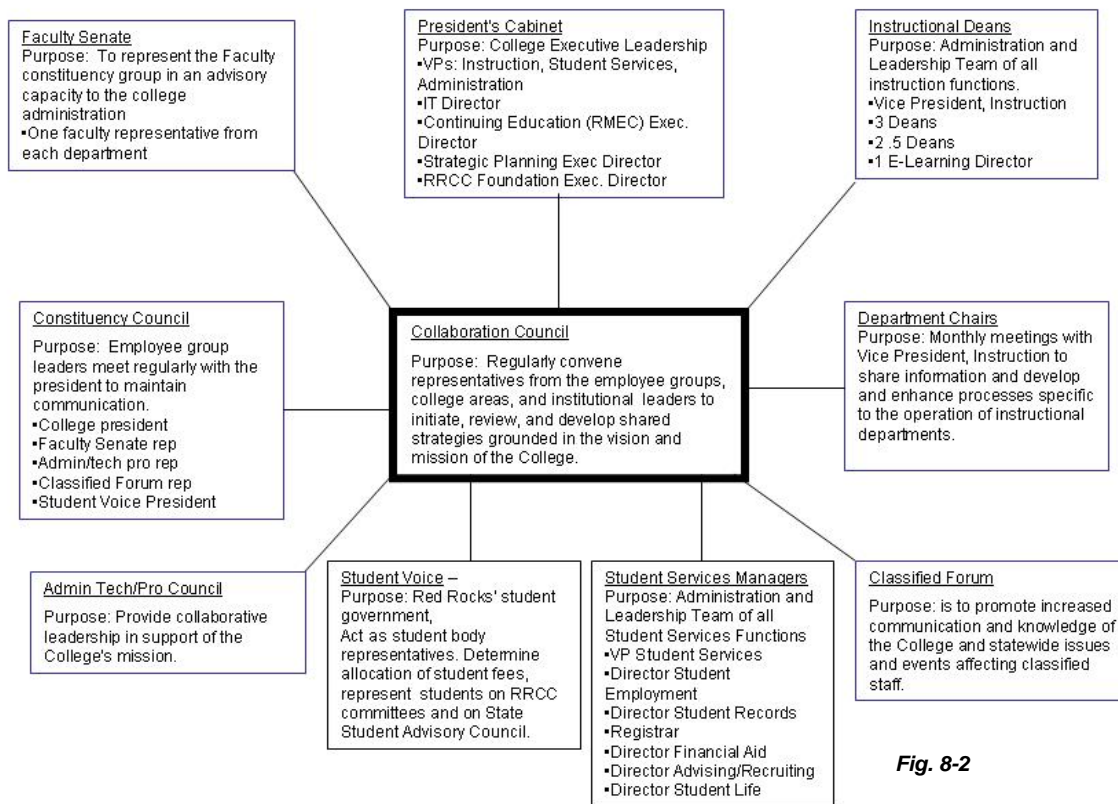 Faculty Senate
Purpose: To represent the Faculty
constituency group in an advisory
capacity to the college
administration
▪One faculty representative from
each department
President's Cabinet
Purpose: College Executive Leadership
▪VPs: Instruction, Student Services,
Administration
▪IT Director
▪Continuing Education (RMEC) Exec.
Director
▪Strategic Planning Exec Director
▪RRCC Foundation Exec. Director
Instructional Deans
Purpose: Administration and
Leadership Team of all
instruction functions.
▪Vice President, Instruction
▪3 Deans
▪2 .5 Deans
▪1 E-Learning Director
Constituency Council
Purpose: Employee group
leaders meet regularly with the
president to maintain
communication.
▪College president
▪Faculty Senate rep
▪Admin/tech pro rep
▪Classified Forum rep
▪Student Voice President
Collaboration Council
Purpose: Regularly convene
representatives from the employee groups,
college areas, and institutional leaders to
initiate, review, and develop shared
strategies grounded in the vision and
mission of the College.
Department Chairs
Purpose: Monthly meetings with
Vice President, Instruction to
share information and develop
and enhance processes specific
to the operation of instructional
departments.
Admin Tech/Pro Council
Purpose: Provide collaborative
leadership in support of the
College's mission.
Student Voice –
Purpose: Red Rocks' student
government,
Act as student body
representatives. Determine
allocation of student fees,
represent students on RRCC
committees and on State
Student Advisory Council.
Student Services Managers
Purpose: Administration and
Leadership Team of all
Student Services Functions
▪VP Student Services
▪Director Student
Employment
▪Director Student Records
▪Registrar
▪Director Financial Aid
▪Director Advising/Recruiting
▪Director Student Life
Classified Forum
Purpose: is to promote increased
communication and knowledge of
the College and statewide issues
and events affecting classified
staff.
Fig. 8-2